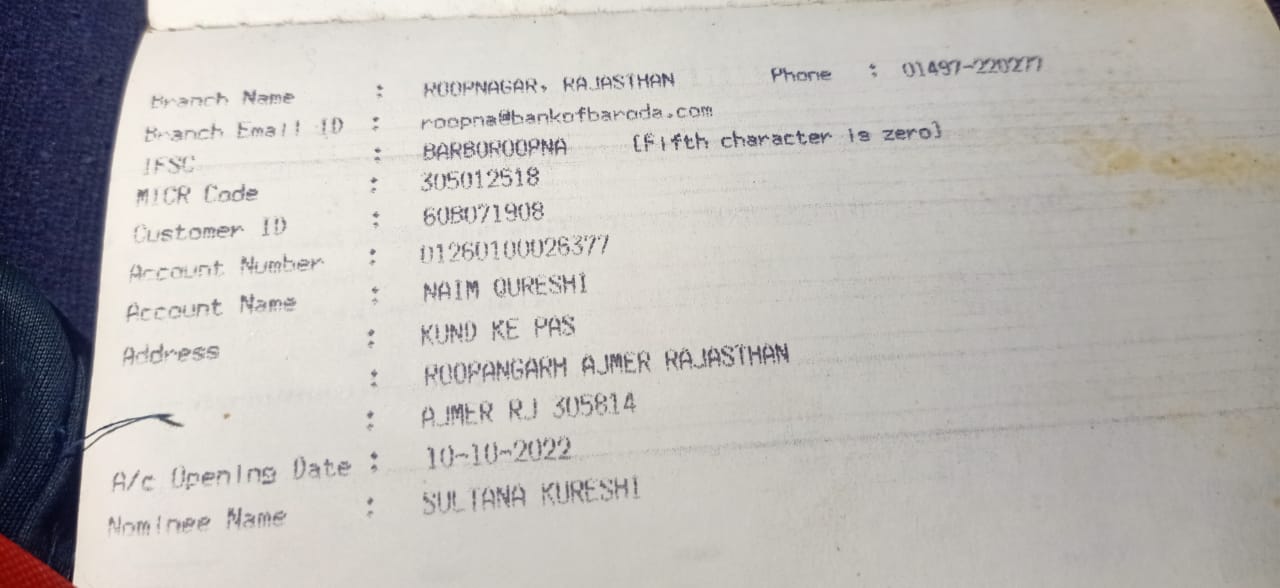 Branch Name : ROOPNAGAR, RAJASTHAN Phone : 01497-220277
Branch Email ID : roopna@bankofbaroda.com
IFSC : BARB0ROOPNA [Fifth character is zero]
MICR Code : 305012518
Customer ID : 60B071908
Account Number : 01260100026377
Account Name : NAIM QURESHI
Address : KUND KE PAS
: ROOPANGARH AJMER RAJASTHAN
: AJMER RJ 305814
A/c Opening Date : 10-10-2022
Nominee Name : SULTANA KURESHI